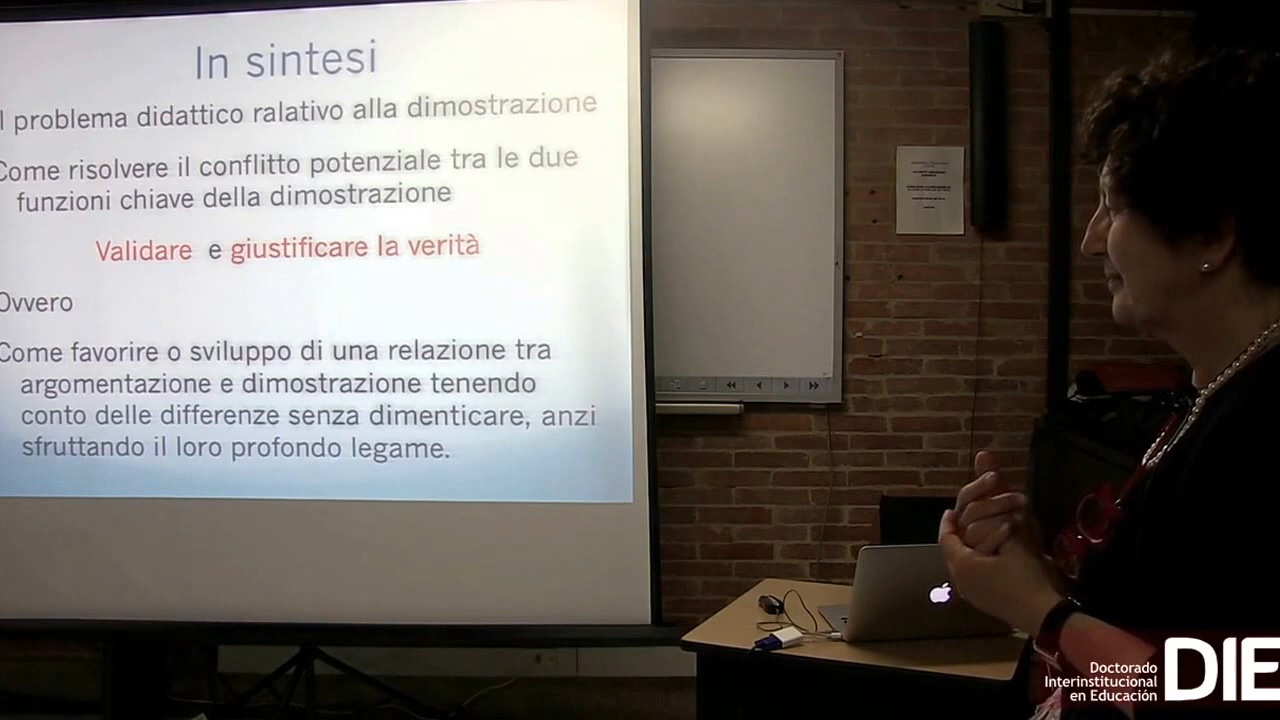 In sintesi
l problema didattico ralativo alla dimostrazione
Come risolvere il conflitto potenziale tra le due
funzioni chiave della dimostrazione
Validare e giustificare la verità
Ovvero
Come favorire o sviluppo di una relazione tra
argomentazione e dimostrazione tenendo
conto delle differenze senza dimenticare, anzi
sfruttando il loro profondo legame.
Doctorado
Interinstitucional
en Educación
DIE